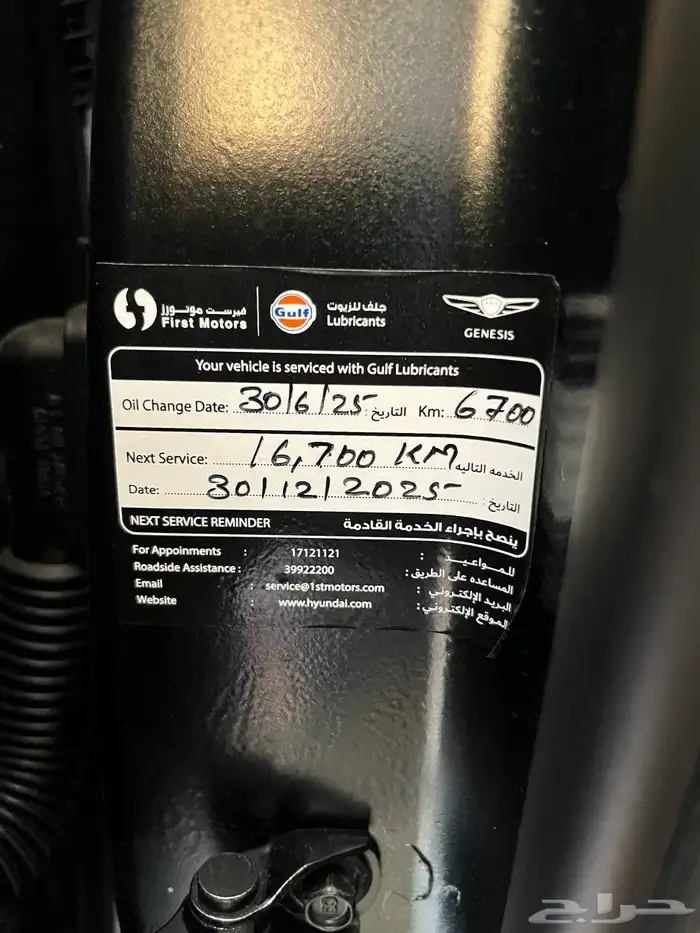 فيرست موتورز
First Motors
Gulf
جلف للزيوت
Lubricants
GENESIS
Your vehicle is serviced with Gulf Lubricants
Oil Change Date: 30/6/25 التاريخ: Km: 6700
Next Service: 16,700 KM الخدمه التاليه
Date: 30/12/2025 التاريخ:
NEXT SERVICE REMINDER ينصح بإجراء الخدمة القادمة
For Appoinments : 17121121 للمواعيد :
Roadside Assistance : 39922200 المساعده على الطريق :
Email : service@1stmotors.com البريد الإلكتروني :
Website : www.hyundai.com الموقع الإلكتروني :
حراج